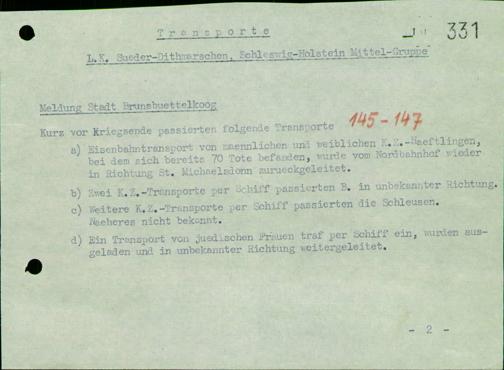 Transporte
331
L.K. Sueder-Dithmarschen, Schleswig-Holstein Mittel-Gruppe
Meldung Stadt Brunsbuettelkoog
145-147
Kurz vor Kriegsende passierten folgende Transporte
a) Eisenbahntransport von maennlichen und weiblichen K.Z.-Haeftlingen,
bei dem sich bereits 70 Tote befanden, wurde vom Nordbahnhof wieder
in Richtung St. Michaelsdonn zurueckgeleitet.
b) Zwei K.Z.-Transporte per Schiff passierten B. in unbekannter Richtung.
c) Weitere K.Z.-Transporte per Schiff passierten die Schleusen.
Naeheres nicht bekannt.
d) Ein Transport von juedischen Frauen traf per Schiff ein, wurden aus-
geladen und in unbekannter Richtung weitergeleitet.
- 2 -